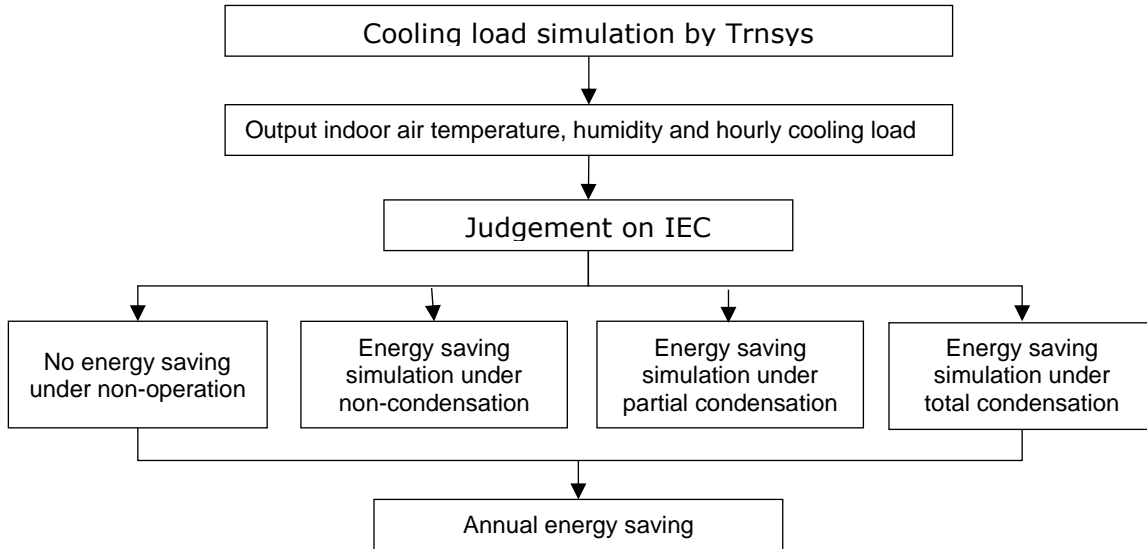 Cooling load simulation by Trnsys
Output indoor air temperature, humidity and hourly cooling load
Judgement on IEC
No energy saving
under non-operation
Energy saving
simulation under
non-condensation
Energy saving
simulation under
partial condensation
Energy saving
simulation under
total condensation
Annual energy saving